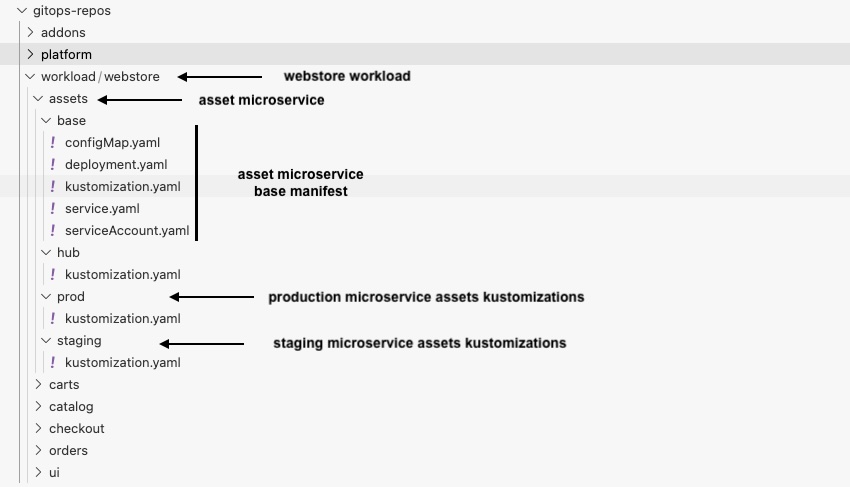 gitops-repos
addons
platform
workload/webstore webstore workload
assets asset microservice
base
! configMap.yaml
! deployment.yaml
asset microservice
! kustomization.yaml
base manifest
! service.yaml
! serviceAccount.yaml
hub
! kustomization.yaml
prod production microservice assets kustomizations
! kustomization.yaml
staging staging microservice assets kustomizations
! kustomization.yaml
carts
catalog
checkout
orders
ui